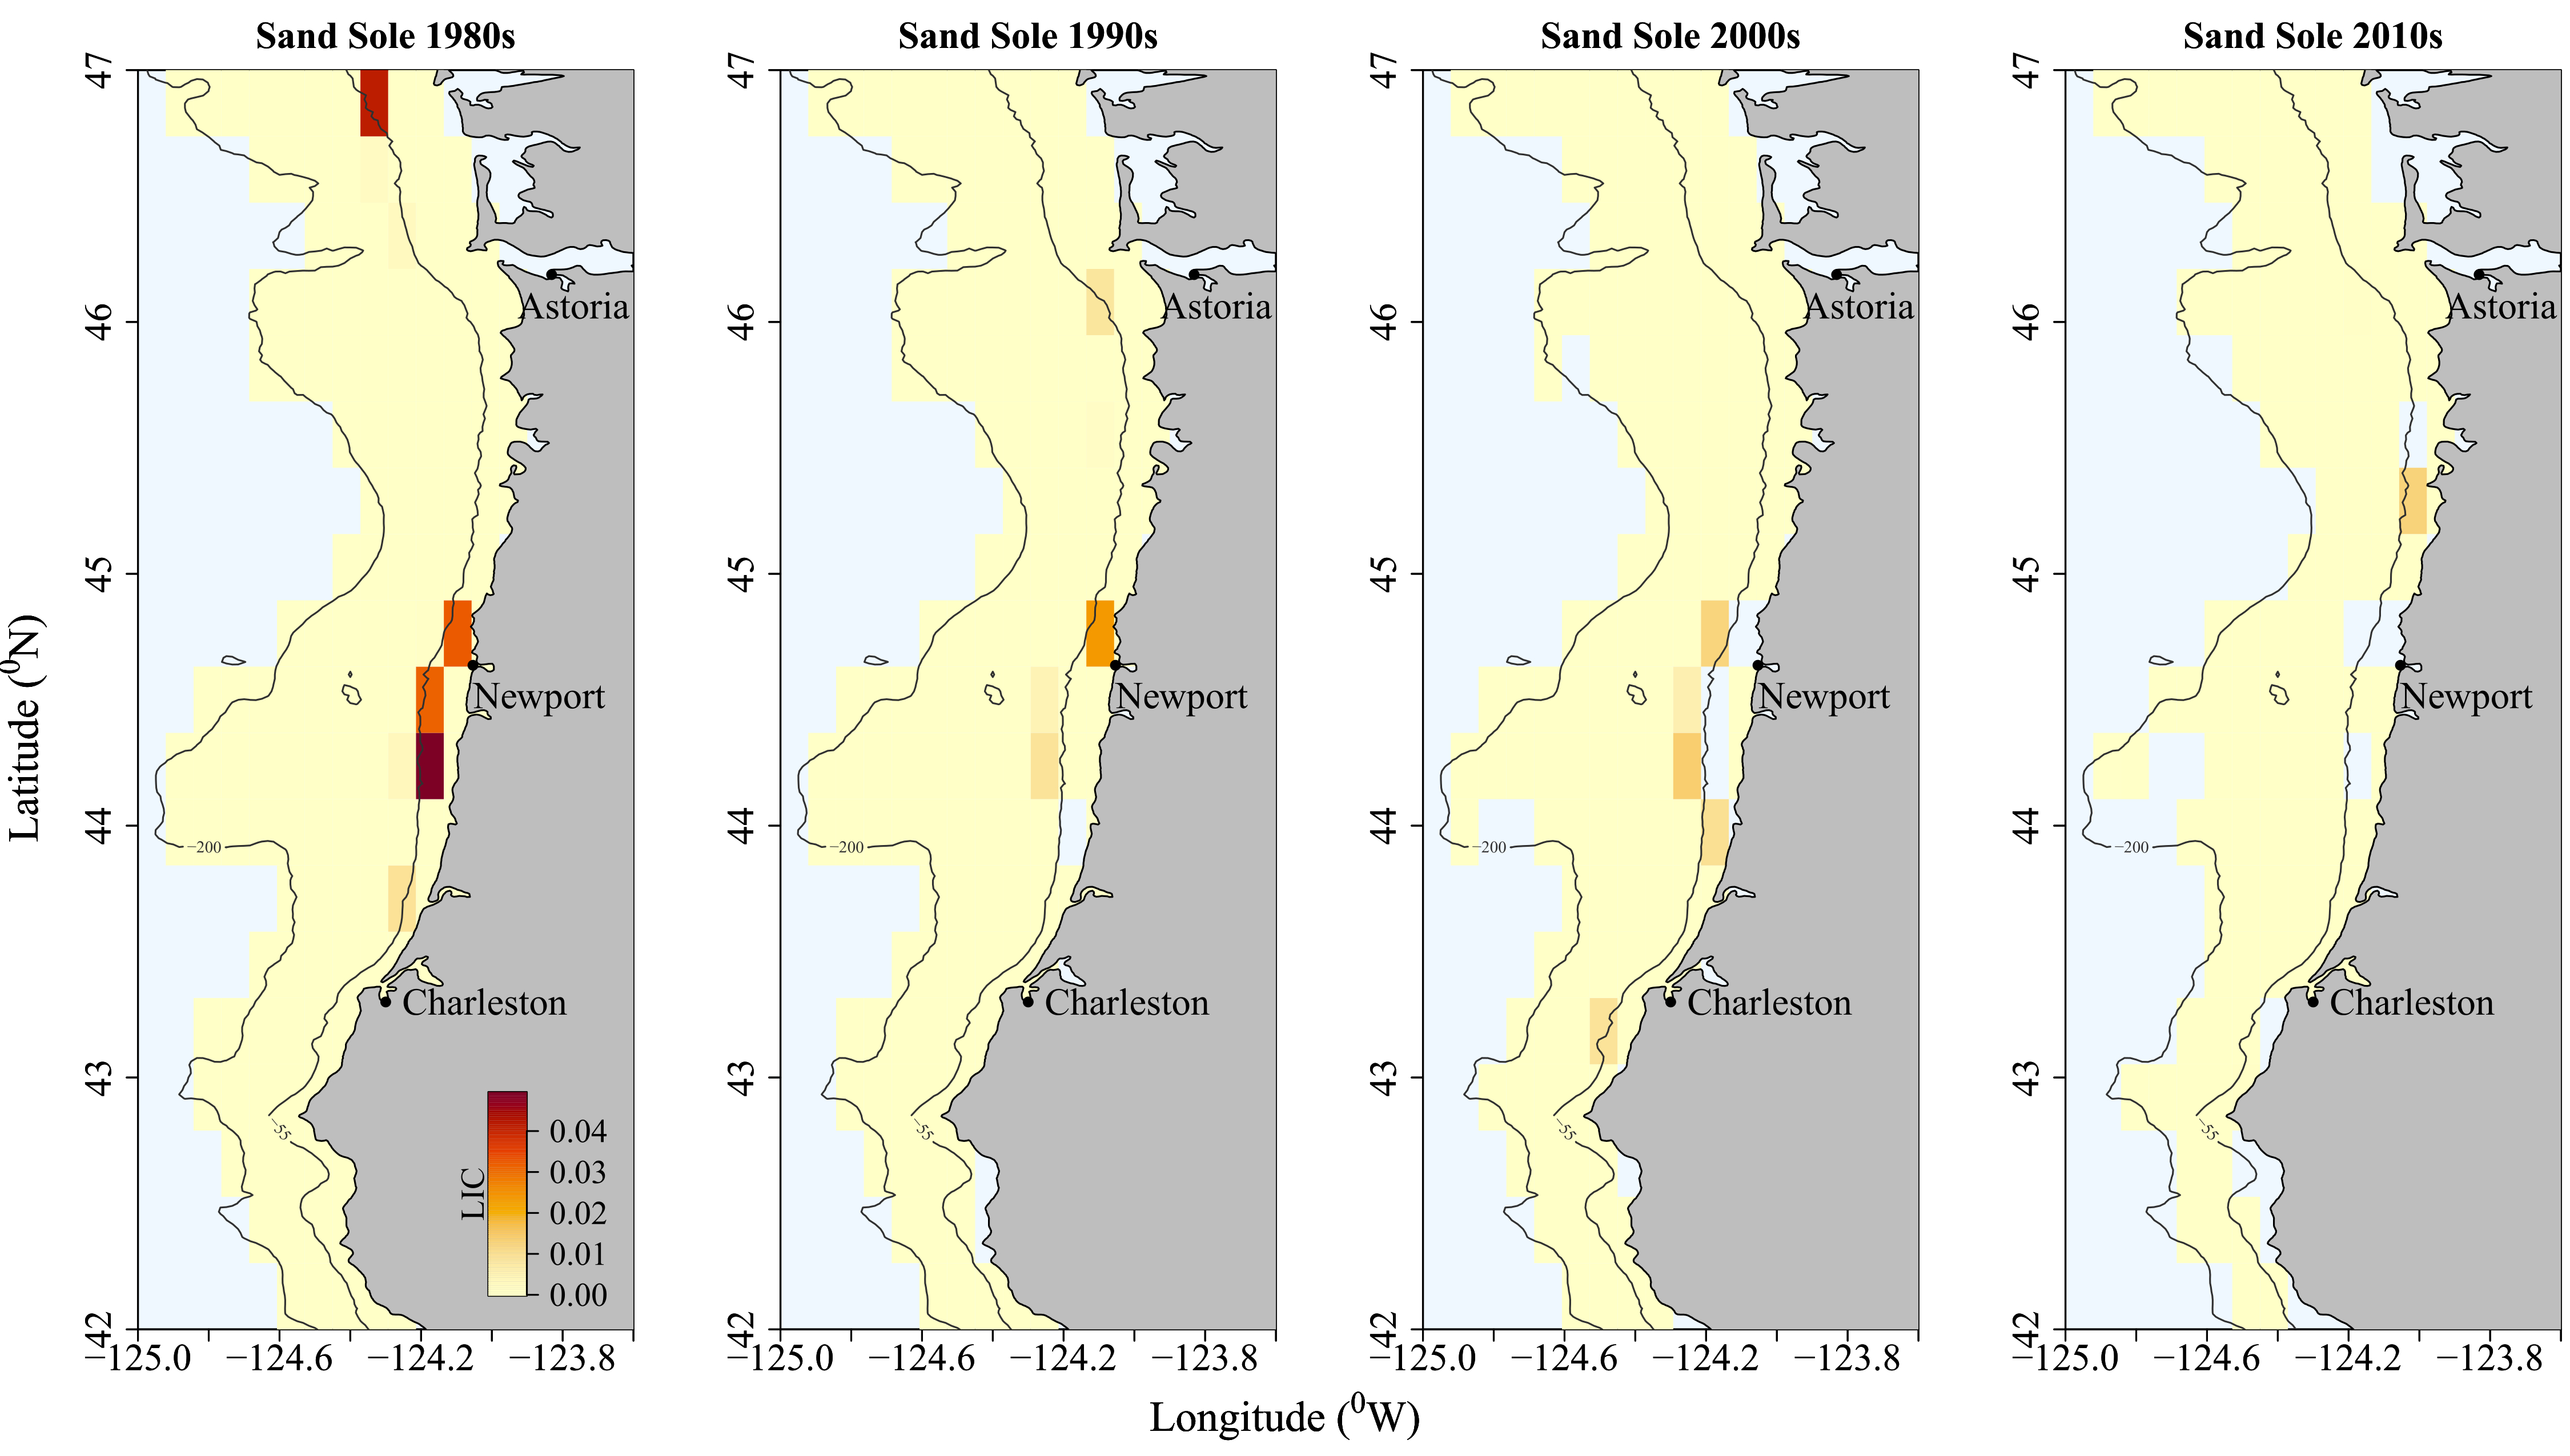 Sand Sole 1980s
Sand Sole 1990s
Sand Sole 2000s
Sand Sole 2010s
Latitude (⁰N)
47
46
45
44
43
42
−125.0
−124.6
−124.2
−123.8
Astoria
Newport
Charleston
−200
−55
LIC
0.04
0.03
0.02
0.01
0.00
47
46
45
44
43
42
−125.0
−124.6
−124.2
−123.8
Astoria
Newport
Charleston
−200
−55
47
46
45
44
43
42
−125.0
−124.6
−124.2
−123.8
Astoria
Newport
Charleston
−200
−55
47
46
45
44
43
42
−125.0
−124.6
−124.2
−123.8
Astoria
Newport
Charleston
−200
−55
Longitude (⁰W)